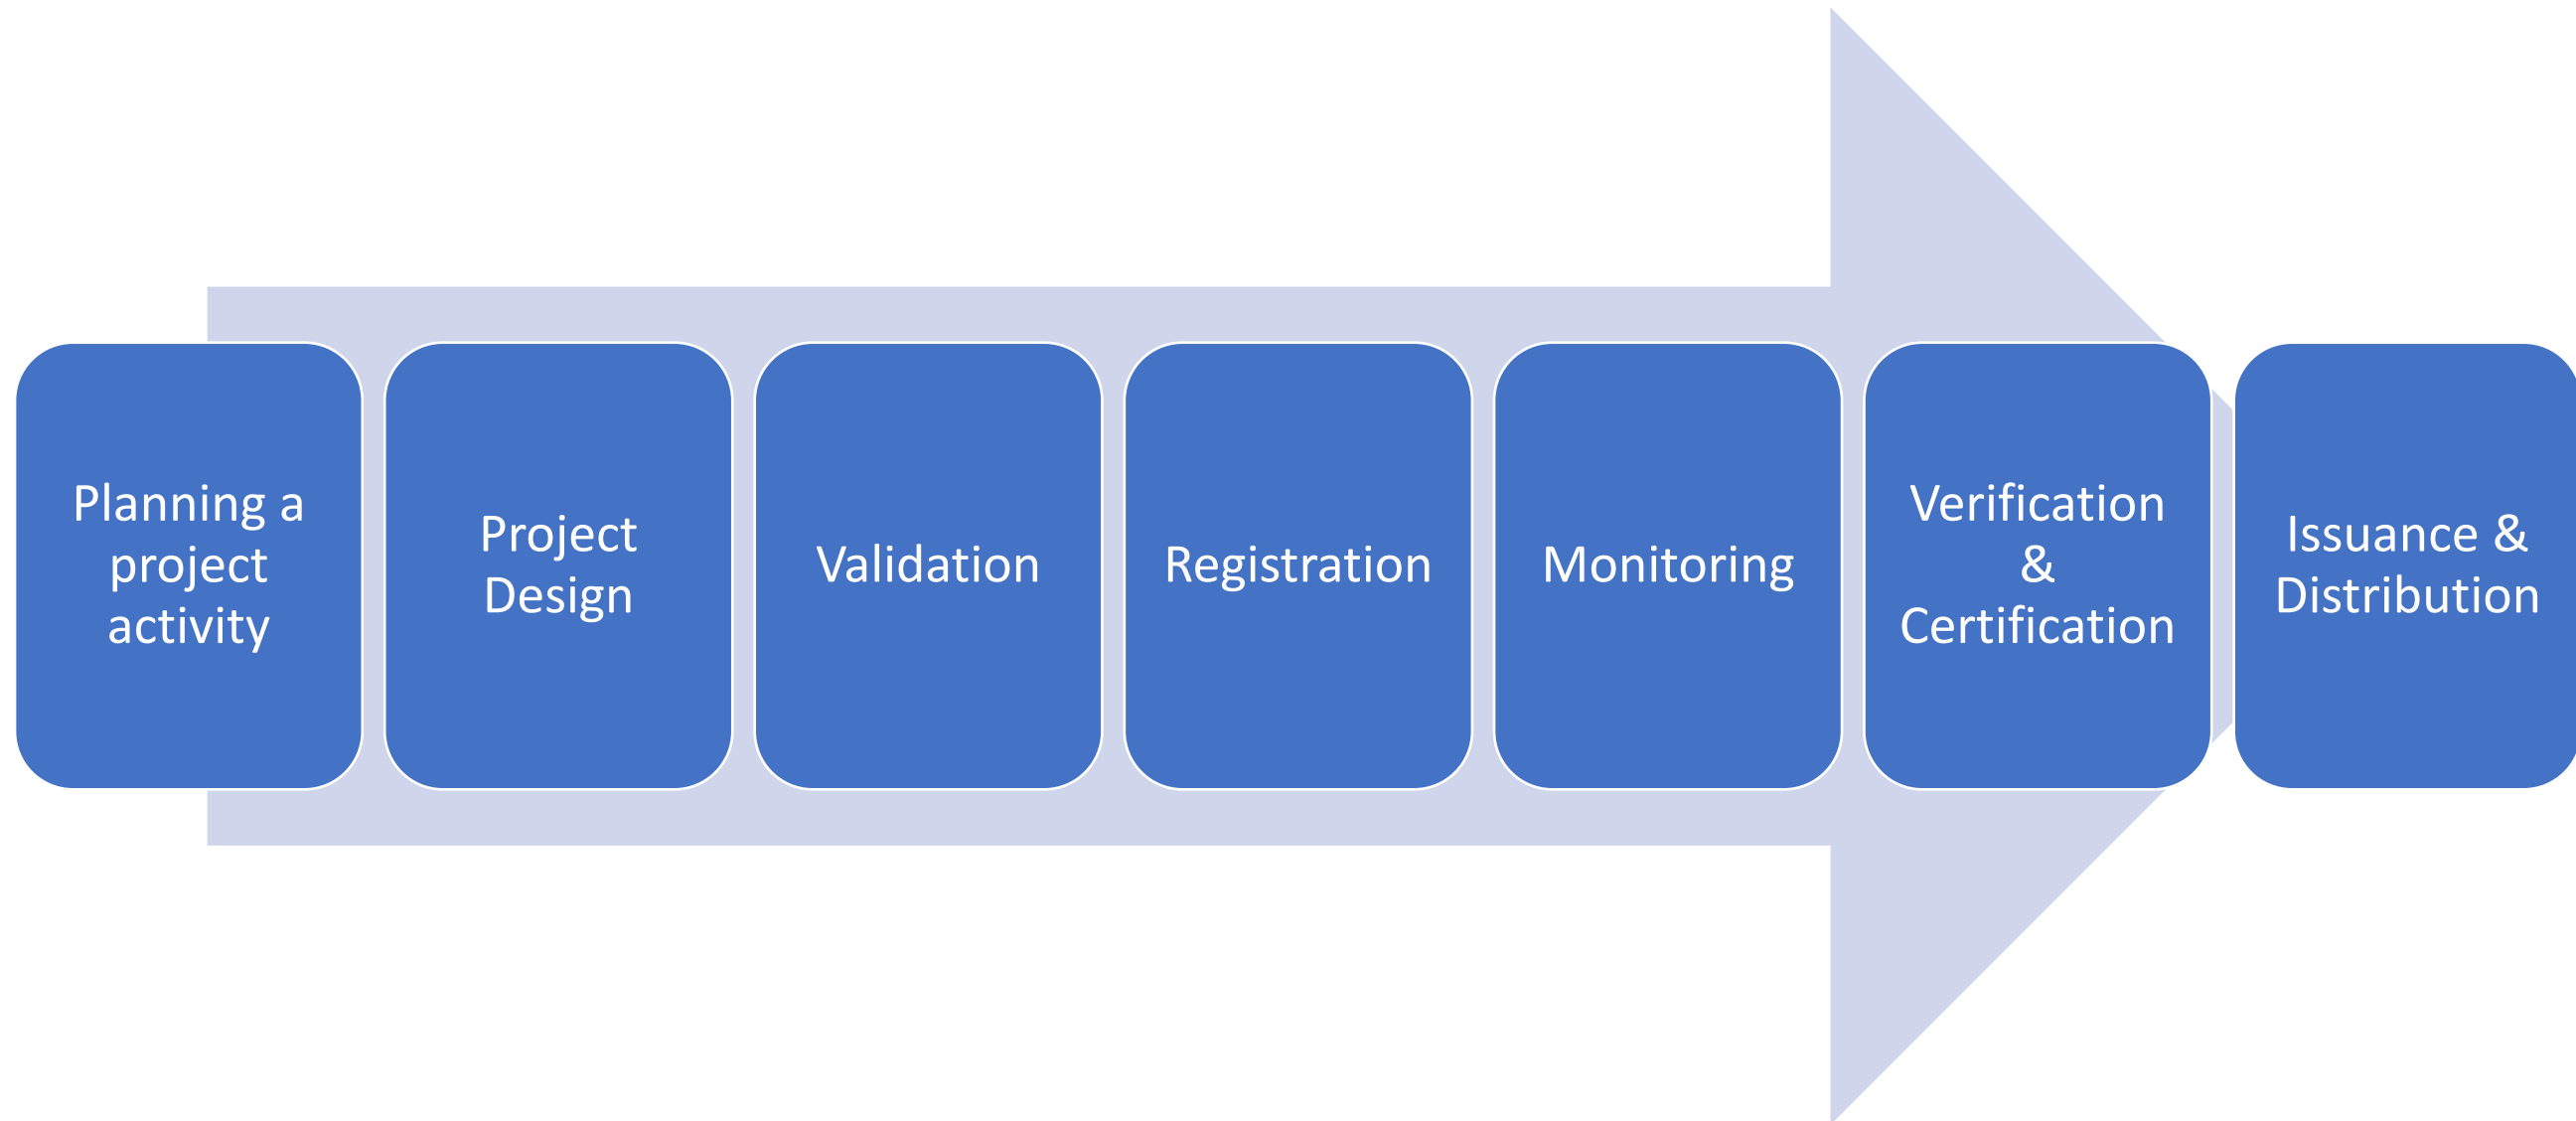 Planning a
project
activity
Project
Design
Validation
Registration
Monitoring
Verification
&
Certification
Issuance &
Distribution